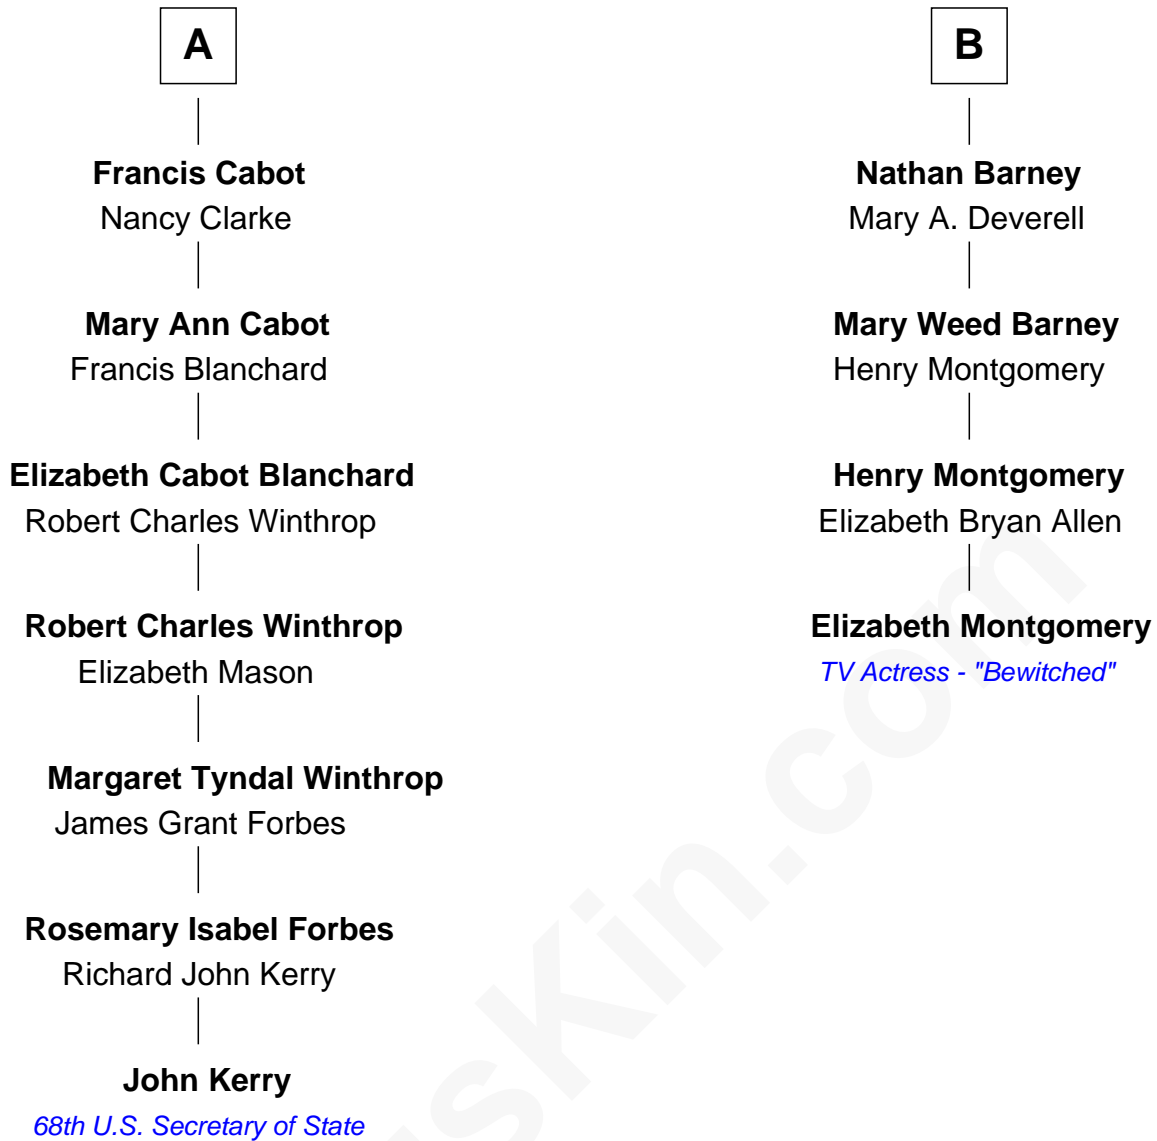 A
Francis Cabot
Nancy Clarke
Mary Ann Cabot
Francis Blanchard
Elizabeth Cabot Blanchard
Robert Charles Winthrop
Robert Charles Winthrop
Elizabeth Mason
Margaret Tyndal Winthrop
James Grant Forbes
Rosemary Isabel Forbes
Richard John Kerry
John Kerry
68th U.S. Secretary of State
B
Nathan Barney
Mary A. Deverell
Mary Weed Barney
Henry Montgomery
Henry Montgomery
Elizabeth Bryan Allen
Elizabeth Montgomery
TV Actress - "Bewitched"
sKin.com